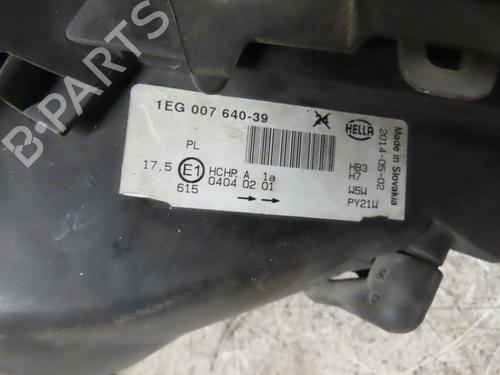 B-PARTS
1EG 007 640-39
HELLA
Made in Slovakia
2014-05-02
PL
17,5
E1
615
HCHR A 1a
0404 02 01
HB3
H7
W5W
PY21W